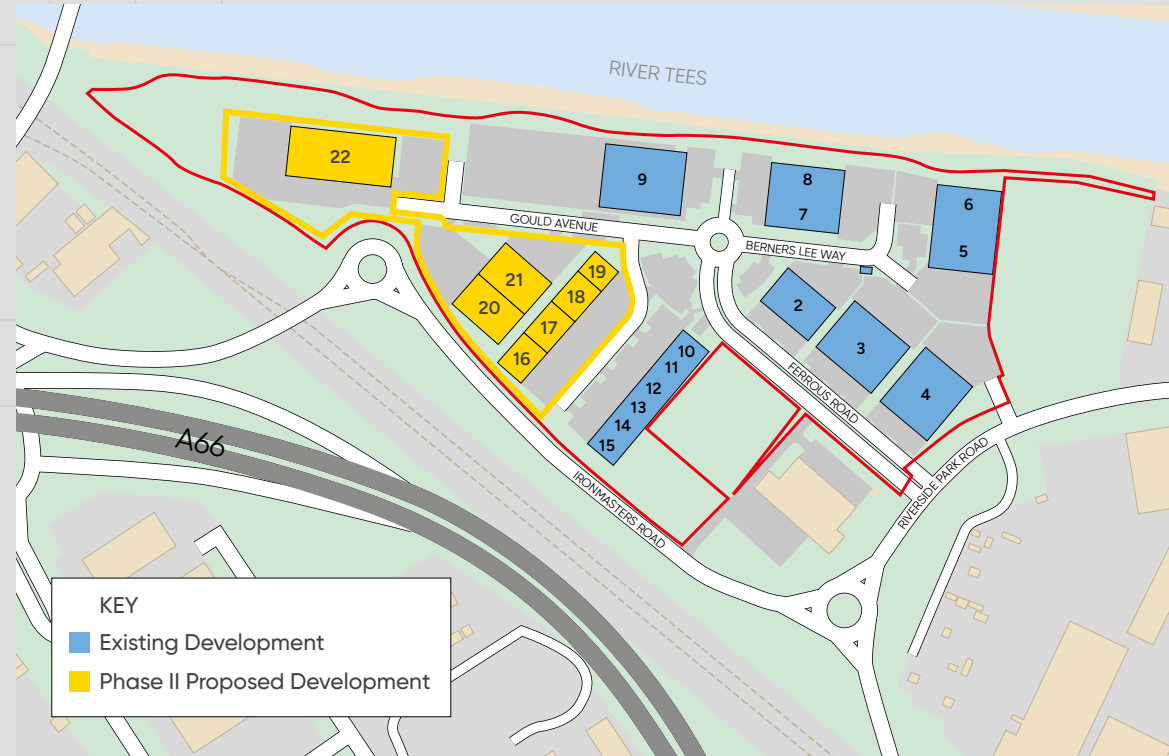 RIVER TEES
22
9
8
7
6
5
GOULD AVENUE
BERNERS LEE WAY
21
20
19
18
17
16
2
3
4
10
11
12
13
14
15
FERROUS ROAD
A66
IRONMASTERS ROAD
RIVERSIDE PARK ROAD
KEY
Existing Development
Phase II Proposed Development